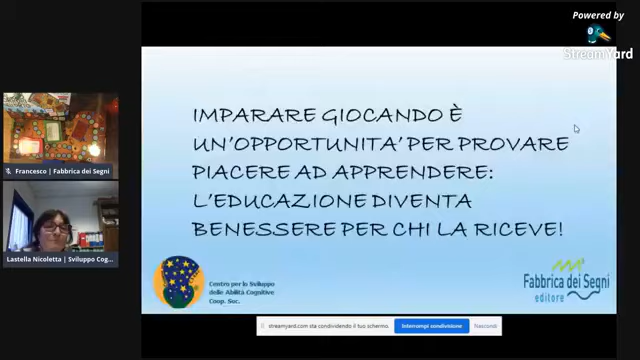 Powered by
StreamYard
IMPARARE GIOCANDO È
UN'OPPORTUNITA' PER PROVARE
PIACERE AD APPRENDERE:
L'EDUCAZIONE DIVENTA
BENESSERE PER CHI LA RICEVE!
Francesco | Fabbrica dei Segni
Lastella Nicoletta | Sviluppo Cog...
Centro per lo Sviluppo
delle Abilità Cognitive
Coop. Soc.
Fabbrica dei Segni
editore
streamyard.com sta condividendo il tuo schermo.
Interrompi condivisione
Nascondi